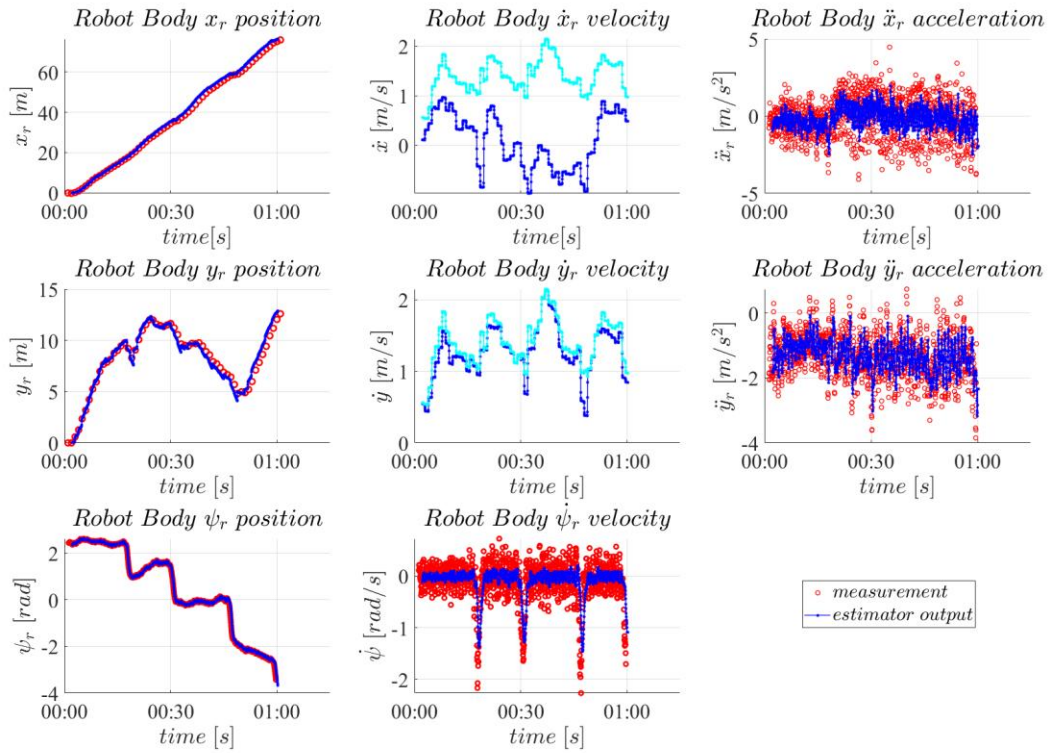 Robot Body x_r position
Robot Body ẋ_r velocity
Robot Body ẍ_r acceleration
x_r [m]
60
40
20
0
00:00 00:30 01:00
time[s]
ẋ [m/s]
2
1
0
00:00 00:30 01:00
time[s]
ẍ_r [m/s²]
5
0
-5
00:00 00:30 01:00
time[s]
Robot Body y_r position
Robot Body ẏ_r velocity
Robot Body ÿ_r acceleration
y_r [m]
15
10
5
0
00:00 00:30 01:00
time [s]
ẏ [m/s]
2
1
0
00:00 00:30 01:00
time [s]
ÿ_r [m/s²]
0
-2
-4
00:00 00:30 01:00
time [s]
Robot Body ψ_r position
Robot Body ψ̇_r velocity
ψ_r [rad]
2
0
-2
-4
00:00 00:30 01:00
time [s]
ψ̇ [rad/s]
0
-1
-2
00:00 00:30 01:00
time [s]
measurement
estimator output